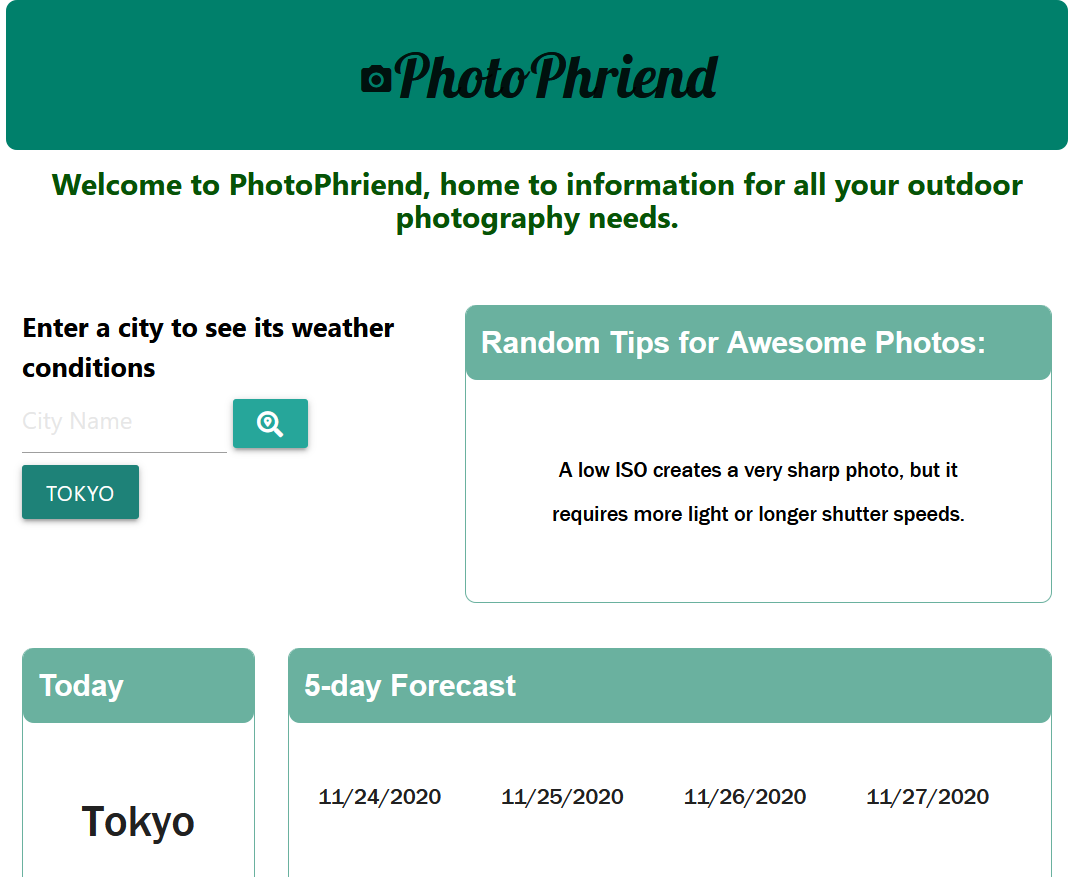 PhotoPhriend
Welcome to PhotoPhriend, home to information for all your outdoor
photography needs.
Enter a city to see its weather
conditions
City Name
TOKYO
Random Tips for Awesome Photos:
A low ISO creates a very sharp photo, but it
requires more light or longer shutter speeds.
Today
Tokyo
5-day Forecast
11/24/2020 11/25/2020 11/26/2020 11/27/2020